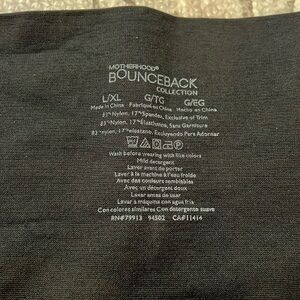 MOTHERHOOD®
BOUNCEBACK
COLLECTION
L/XL G/TG G/EG
Made in China Fabriqué en China Hecho en China
83% Nylon, 17% Spandex, Exclusive of Trim
83% Nylon, 17% Élasthanne, Sans Garniture
83 % nylon, 17% elastano, Excluyendo Para Adornar
Wash before wearing with like colors
Mild detergent
Laver avant de porter
Laver à la machine à l'eau froide
Avec des couleurs semblables
Avec un détergent doux
Lavar antes de usar
Lavar a máquina en agua fría
Con colores similares Con detergente suave
RN#79913 94502 CA#11414